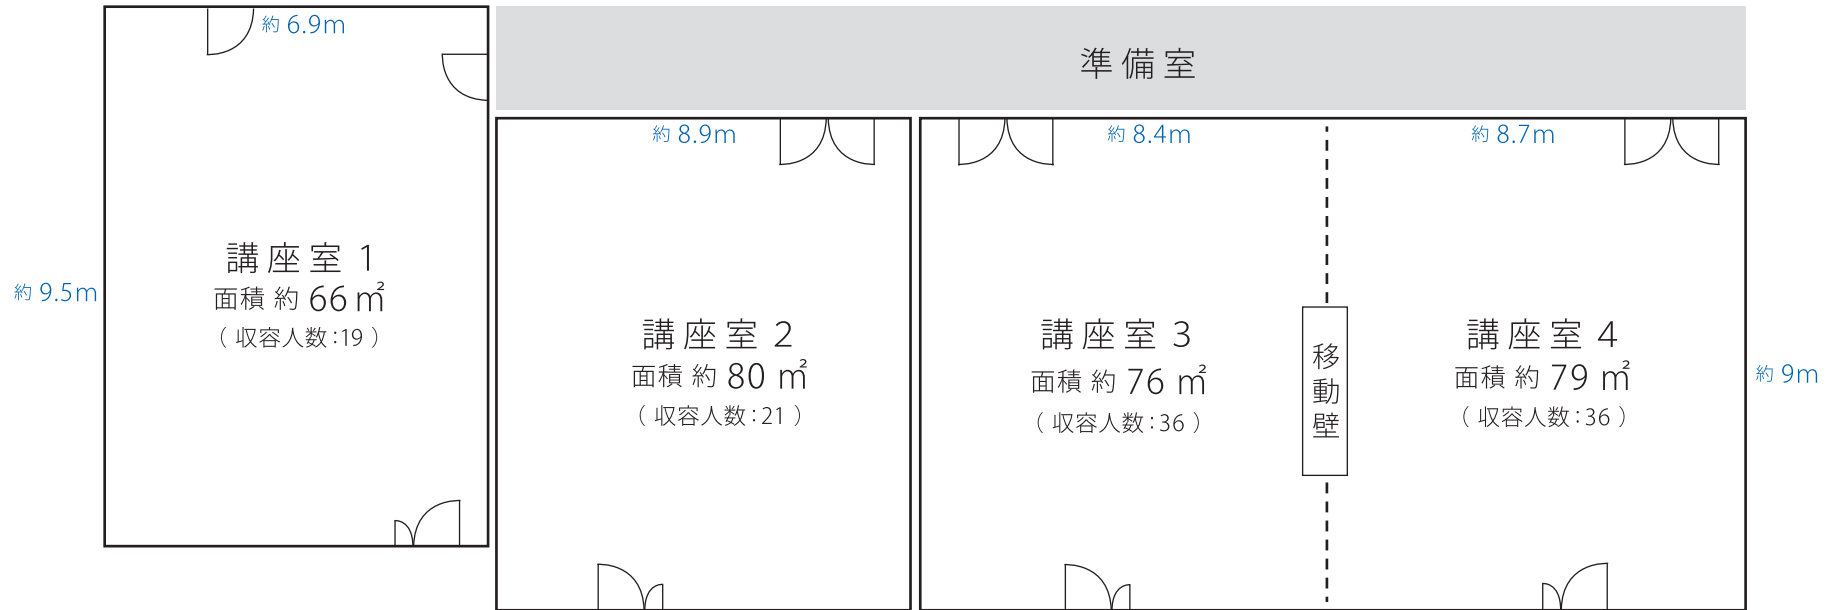 約 6.9m
準備室
約 8.9m
約 8.4m
約 8.7m
約 9.5m
講座室 1
面積 約 66 ㎡
（ 収容人数：19 ）
講座室 2
面積 約 80 ㎡
（ 収容人数：21 ）
講座室 3
面積 約 76 ㎡
（ 収容人数：36 ）
移動壁
講座室 4
面積 約 79 ㎡
（ 収容人数：36 ）
約 9m